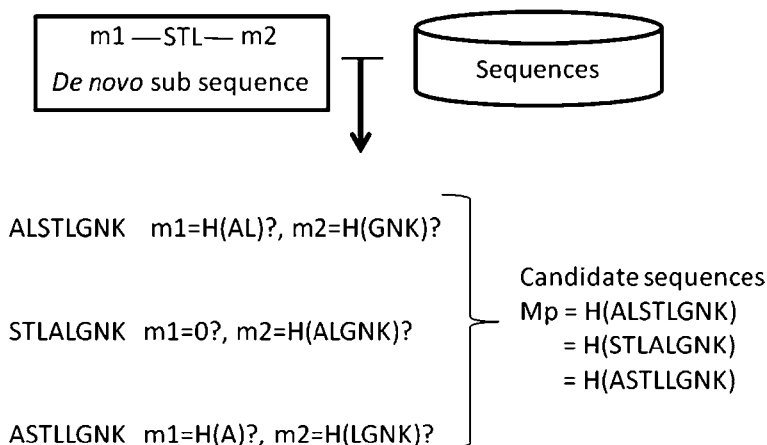 m1 —STL— m2
De novo sub sequence
Sequences
ALSTLGNK m1=H(AL)?, m2=H(GNK)?
STLALGNK m1=0?, m2=H(ALGNK)?
ASTLLGNK m1=H(A)?, m2=H(LGNK)?
Candidate sequences
Mp = H(ALSTLGNK)
= H(STLALGNK)
= H(ASTLLGNK)